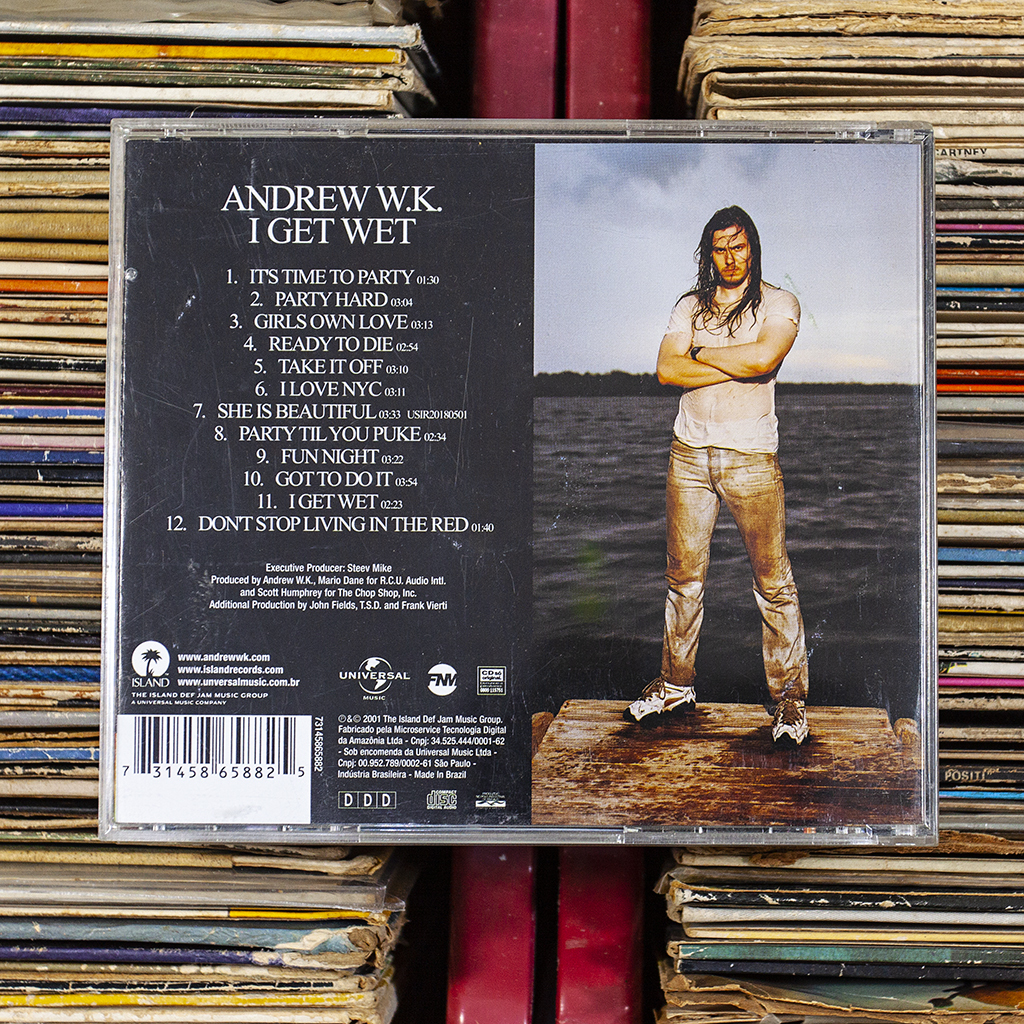 ARTNEY
ANDREW W.K.
I GET WET
1. IT'S TIME TO PARTY 01:30
2. PARTY HARD 03:04
3. GIRLS OWN LOVE 03:13
4. READY TO DIE 02:54
5. TAKE IT OFF 03:10
6. I LOVE NYC 03:11
7. SHE IS BEAUTIFUL 03:33 USIR20180501
8. PARTY TIL YOU PUKE 02:34
9. FUN NIGHT 03:22
10. GOT TO DO IT 03:54
11. I GET WET 02:23
12. DON'T STOP LIVING IN THE RED 01:40
Executive Producer: Steev Mike
Produced by Andrew W.K., Mario Dane for R.C.U. Audio Intl.
and Scott Humphrey for The Chop Shop, Inc.
Additional Production by John Fields, T.S.D. and Frank Vierti
ISLAND
www.andrewwk.com
www.islandrecords.com
www.unversalmusic.com.br
THE ISLAND DEF JAM MUSIC GROUP
A UNIVERSAL MUSIC COMPANY
UNIVERSAL
MUSIC
FNM
7 31458 65882 5
73145865882
℗&© 2001 The Island Def Jam Music Group.
Fabricado pela Microservice Tecnologia Digital
da Amazônia Ltda - Cnpj: 34.525.444/0001-62
- Sob encomenda da Universal Music Ltda -
Cnpj: 00.952.789/0002-61 São Paulo -
Indústria Brasileira - Made In Brazil
DDD
COMPACT
disc
DIGITAL AUDIO
POSITI